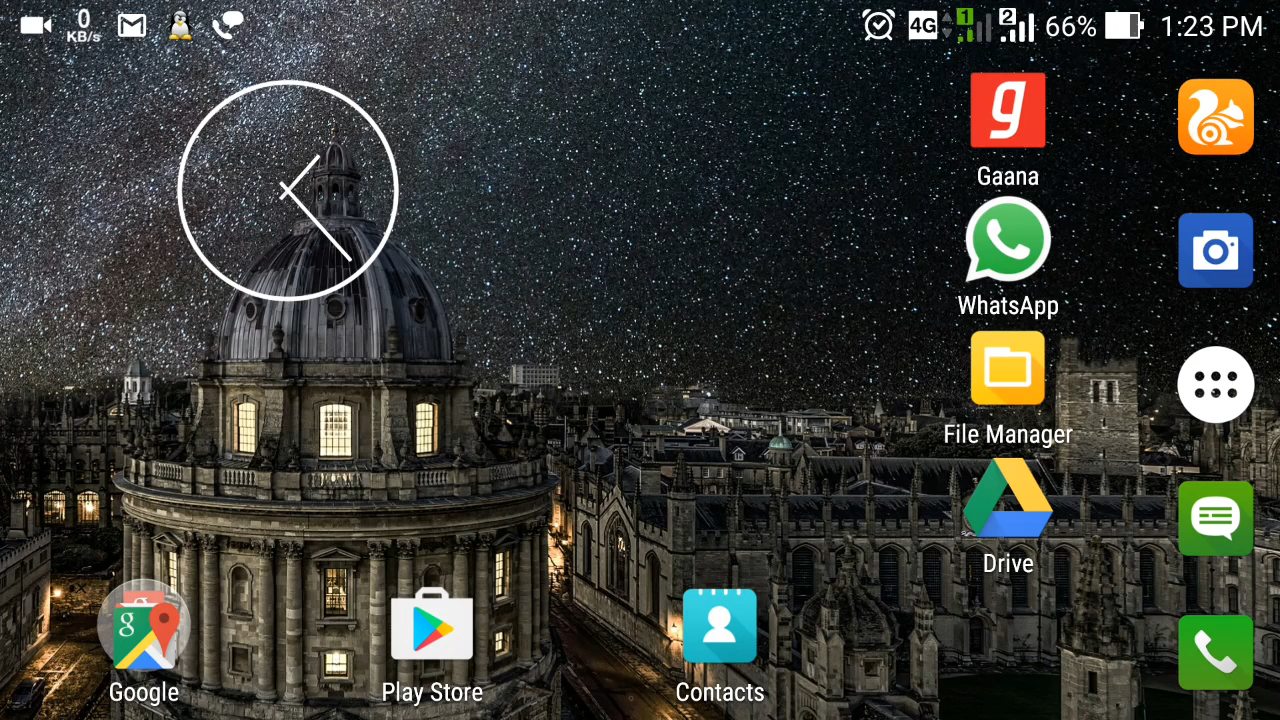 0
KB/s
4G
1
2
66%
1:23 PM
g
Gaana
WhatsApp
File Manager
Drive
g
Google
Play Store
Contacts